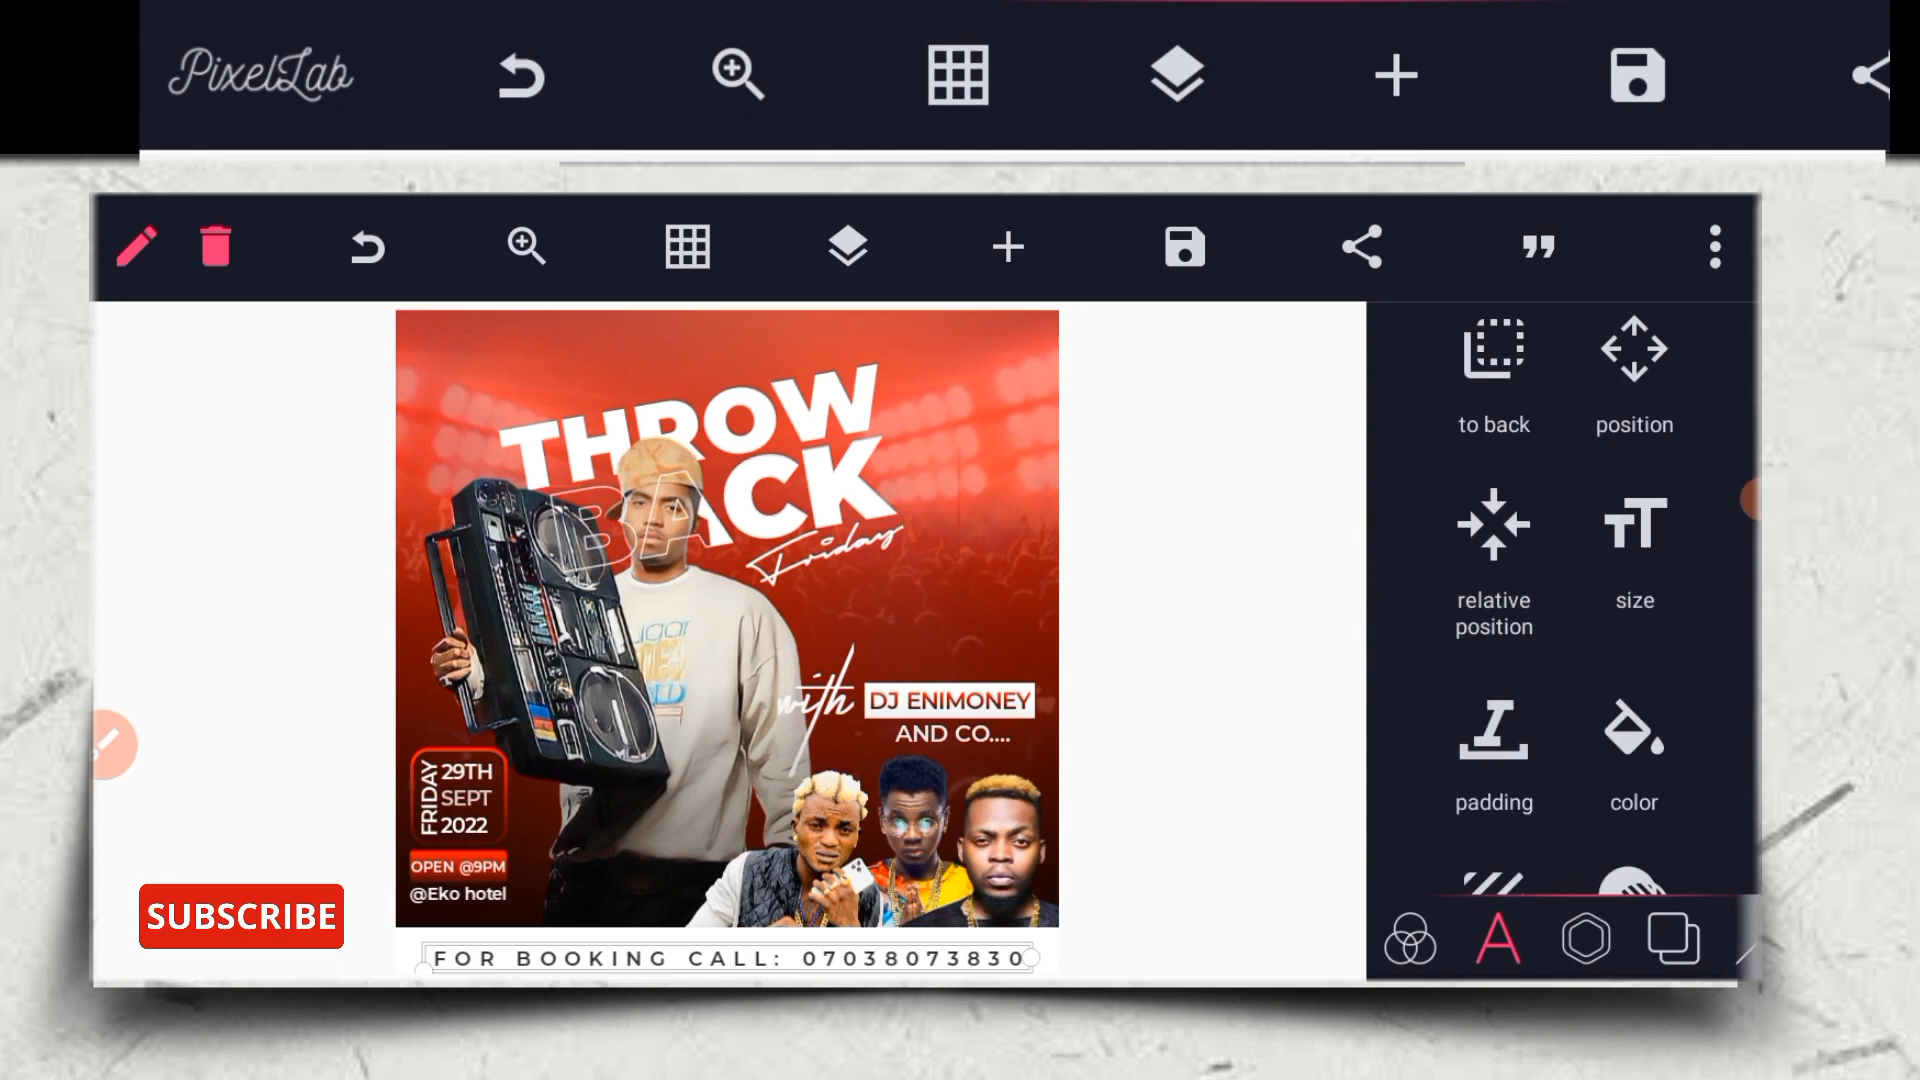 PixelLab
THROW
BACK
Friday
with
DJ ENIMONEY
AND CO....
FRIDAY
29TH
SEPT
2022
OPEN @9PM
@Eko hotel
FOR BOOKING CALL: 07038073830
to back
position
relative
position
size
padding
color
SUBSCRIBE